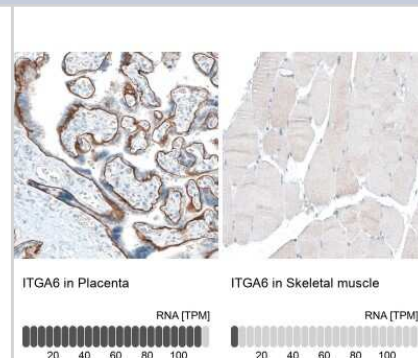 ITGA6 in Placenta
RNA [TPM]
20 40 60 80 100
ITGA6 in Skeletal muscle
RNA [TPM]
20 40 60 80 100